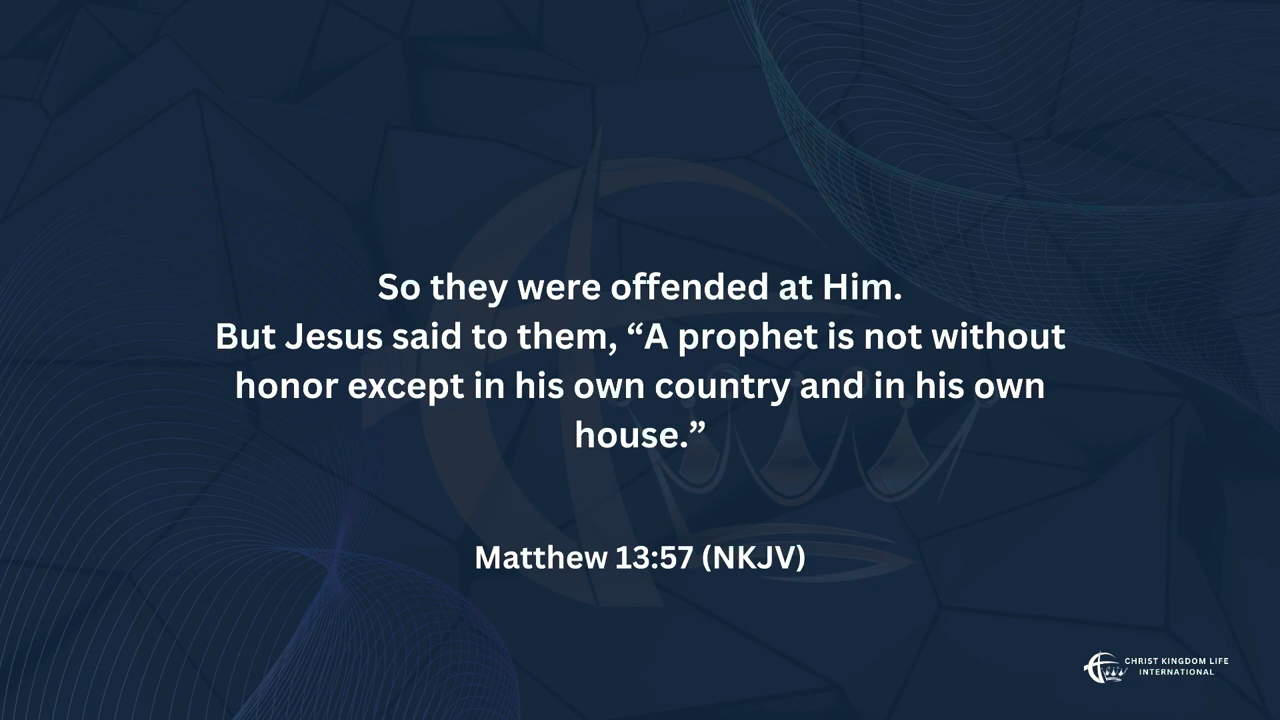 So they were offended at Him.
But Jesus said to them, “A prophet is not without
honor except in his own country and in his own
house.”
Matthew 13:57 (NKJV)
CHRIST KINGDOM LIFE
INTERNATIONAL